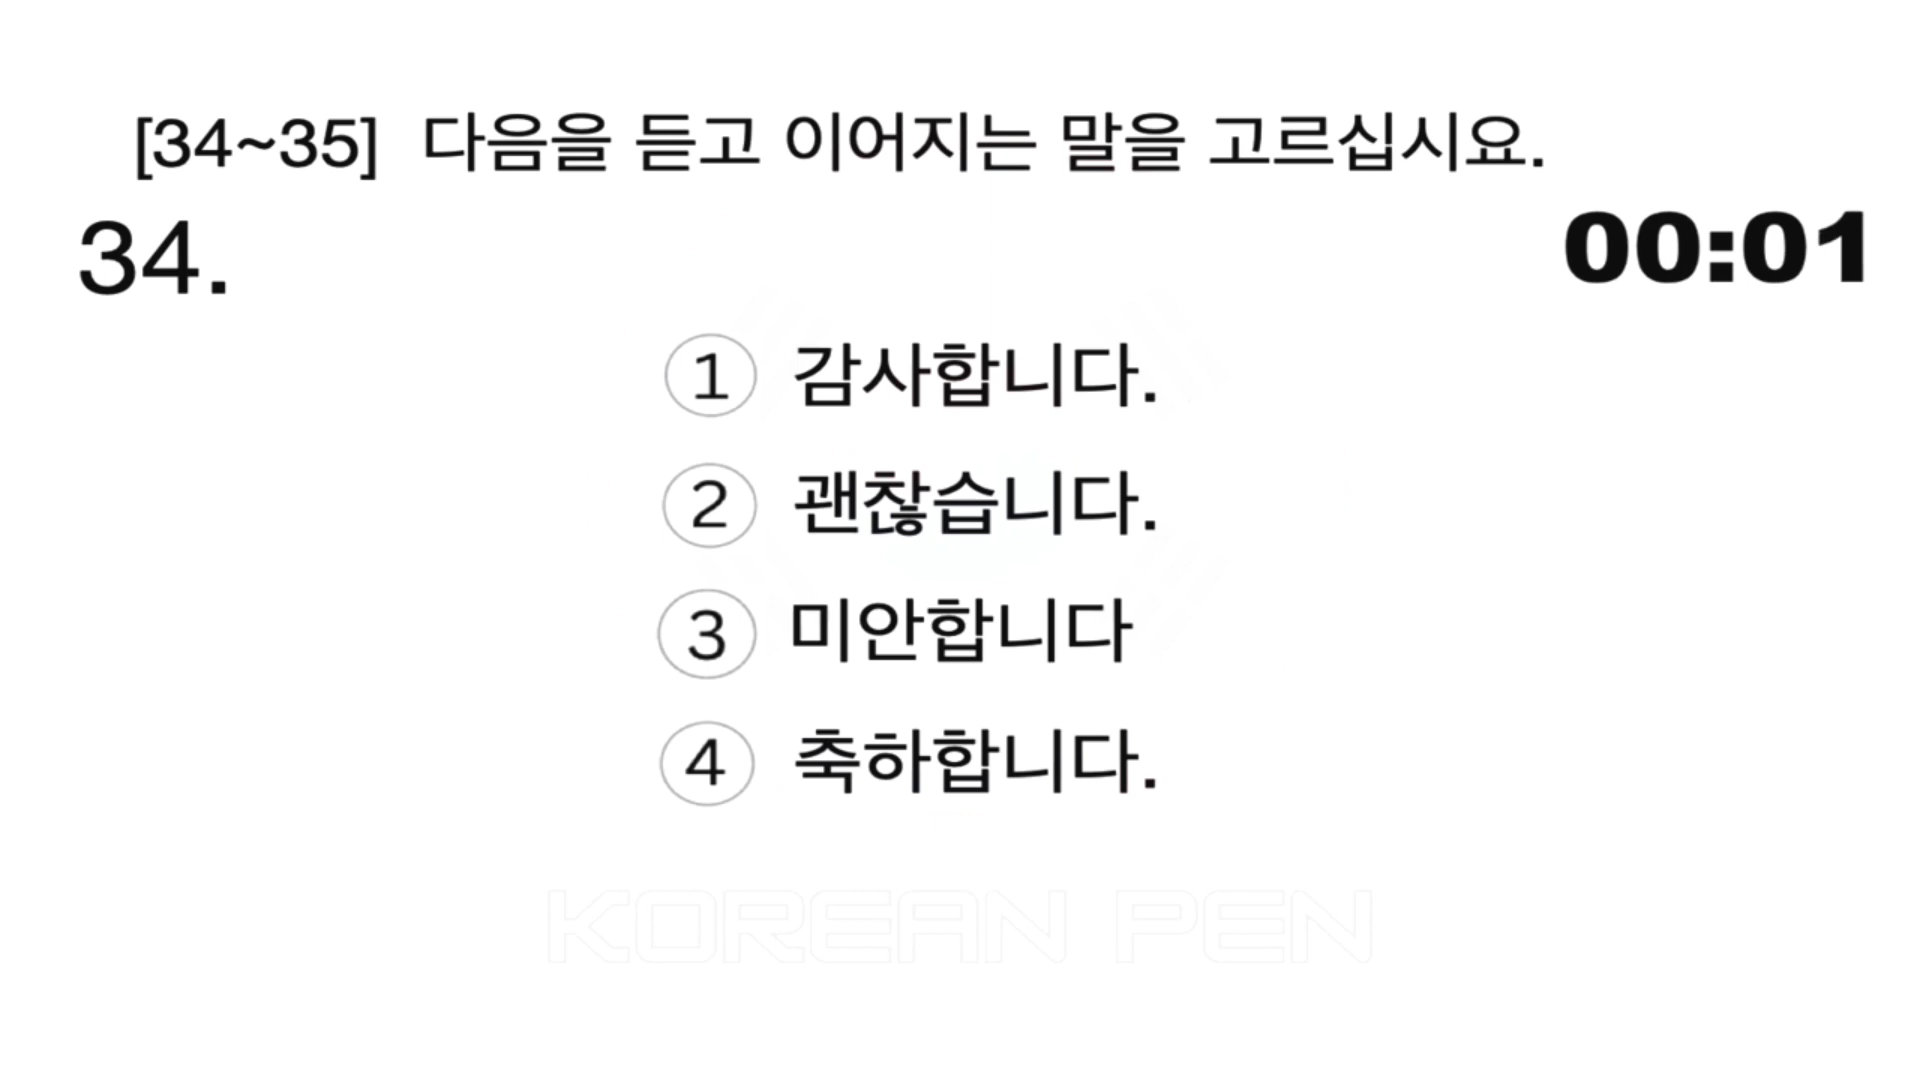 [34~35] 다음을 듣고 이어지는 말을 고르십시요.
34.
00:01
① 감사합니다.
② 괜찮습니다.
③ 미안합니다
④ 축하합니다.
KOREAN PEN